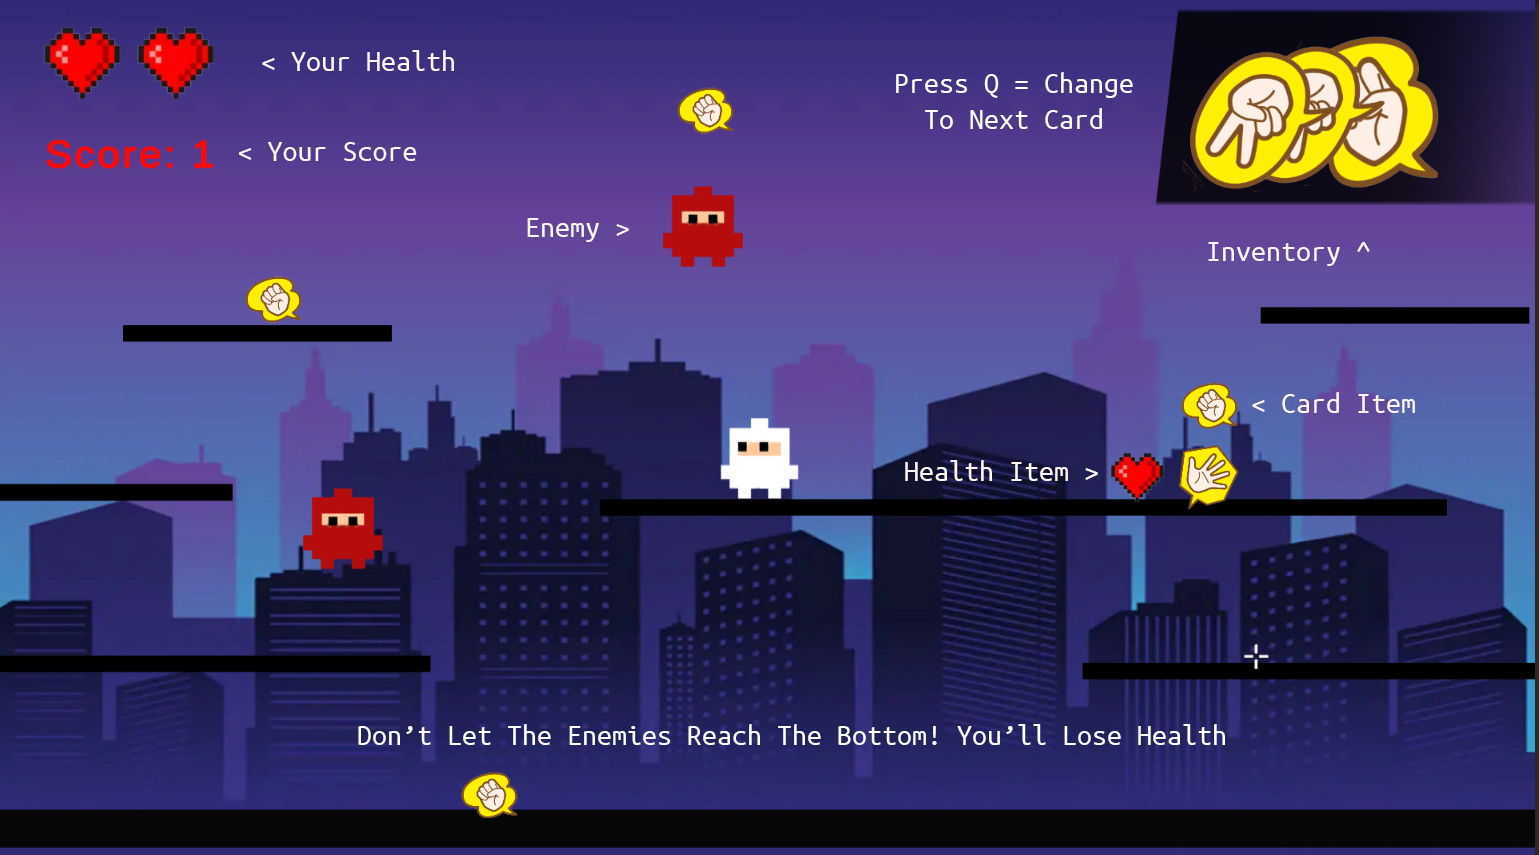 < Your Health
Press Q = Change
To Next Card
Score: 1
< Your Score
Enemy >
Inventory ^
< Card Item
Health Item >
Don’t Let The Enemies Reach The Bottom! You’ll Lose Health